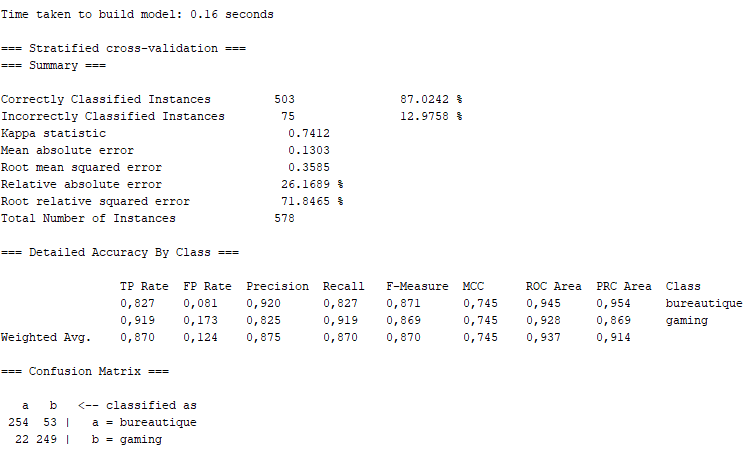 Time taken to build model: 0.16 seconds
=== Stratified cross-validation ===
=== Summary ===
Correctly Classified Instances 503 87.0242 %
Incorrectly Classified Instances 75 12.9758 %
Kappa statistic 0.7412
Mean absolute error 0.1303
Root mean squared error 0.3585
Relative absolute error 26.1689 %
Root relative squared error 71.8465 %
Total Number of Instances 578
=== Detailed Accuracy By Class ===
TP Rate FP Rate Precision Recall F-Measure MCC ROC Area PRC Area Class
0,827 0,081 0,920 0,827 0,871 0,745 0,945 0,954 bureautique
0,919 0,173 0,825 0,919 0,869 0,745 0,928 0,869 gaming
Weighted Avg. 0,870 0,124 0,875 0,870 0,870 0,745 0,937 0,914
=== Confusion Matrix ===
a b <-- classified as
254 53 | a = bureautique
22 249 | b = gaming